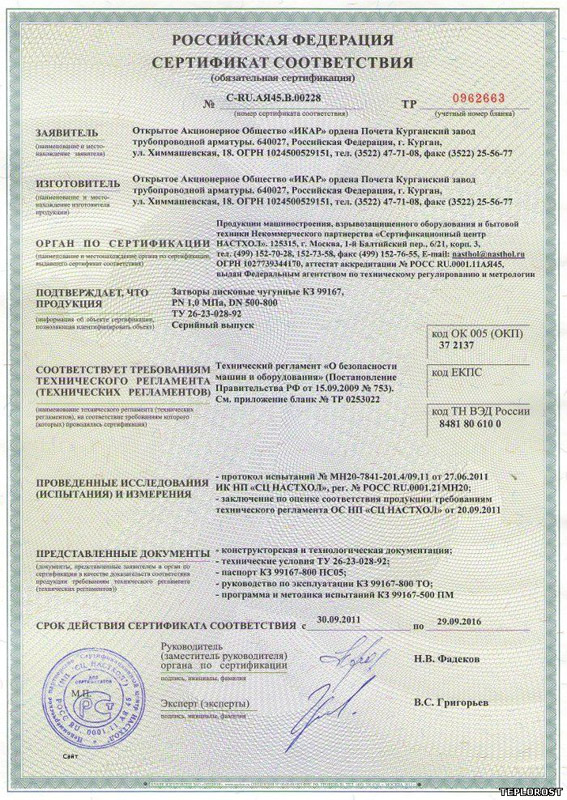 РОССИЙСКАЯ ФЕДЕРАЦИЯ
СЕРТИФИКАТ СООТВЕТСТВИЯ
(обязательная сертификация)
№ C-RU.АЯ45.В.00228 ТР 0962663
(номер сертификата соответствия) (учетный номер бланка)
ЗАЯВИТЕЛЬ
(наименование и место-
нахождение заявителя)
Открытое Акционерное Общество «ИКАР» ордена Почета Курганский завод
трубопроводной арматуры. 640027, Российская Федерация, г. Курган,
ул. Химмашевская, 18. ОГРН 1024500529151, тел. (3522) 47-71-08, факс (3522) 25-56-77
ИЗГОТОВИТЕЛЬ
(наименование и место-
нахождение изготовителя
продукции)
Открытое Акционерное Общество «ИКАР» ордена Почета Курганский завод
трубопроводной арматуры. 640027, Российская Федерация, г. Курган,
ул. Химмашевская, 18. ОГРН 1024500529151, тел. (3522) 47-71-08, факс (3522) 25-56-77
ОРГАН ПО СЕРТИФИКАЦИИ
(наименование и местонахождение органа по сертификации,
выдавшего сертификат соответствия)
Продукции машиностроения, взрывозащищенного оборудования и бытовой
техники Некоммерческого партнерства «Сертификационный центр
НАСТХОЛ». 125315, г. Москва, 1-й Балтийский пер., 6/21, корп. 3,
тел. (499) 152-70-28, 152-73-58, факс (499) 152-76-55, E-mail: nasthol@nasthol.ru
ОГРН 1027739344170, аттестат аккредитации № РОСС RU.0001.11АЯ45,
выдан Федеральным агентством по техническому регулированию и метрологии
ПОДТВЕРЖДАЕТ, ЧТО
ПРОДУКЦИЯ
(информация об объекте сертификации,
позволяющая идентифицировать объект)
Затворы дисковые чугунные КЗ 99167,
PN 1,0 МПа, DN 500-800
ТУ 26-23-028-92
Серийный выпуск
код ОК 005 (ОКП)
37 2137
код ЕКПС
код ТН ВЭД России
8481 80 610 0
СООТВЕТСТВУЕТ ТРЕБОВАНИЯМ
ТЕХНИЧЕСКОГО РЕГЛАМЕНТА
(ТЕХНИЧЕСКИХ РЕГЛАМЕНТОВ)
(наименование технического регламента (технических
регламентов), на соответствие требованиям которого
(которых) проводилась сертификация)
Технический регламент «О безопасности
машин и оборудования» (Постановление
Правительства РФ от 15.09.2009 № 753).
См. приложение бланк № ТР 0253022
ПРОВЕДЕННЫЕ ИССЛЕДОВАНИЯ
(ИСПЫТАНИЯ) И ИЗМЕРЕНИЯ
- протокол испытаний № МН20-7841-201.4/09.11 от 27.06.2011
ИК НП «СЦ НАСТХОЛ», рег. № РОСС RU.0001.21МН20;
- заключение по оценке соответствия продукции требованиям
технического регламента ОС НП «СЦ НАСТХОЛ» от 20.09.2011
ПРЕДСТАВЛЕННЫЕ ДОКУМЕНТЫ
(документы, представленные заявителем в орган по
сертификации в качестве доказательств соответствия
продукции требованиям технического регламента
(технических регламентов))
- конструкторская и технологическая документация;
- технические условия ТУ 26-23-028-92;
- паспорт КЗ 99167-800 ПС05;
- руководство по эксплуатации КЗ 99167-800 ТО;
- программа и методика испытаний КЗ 99167-500 ПМ
СРОК ДЕЙСТВИЯ СЕРТИФИКАТА СООТВЕТСТВИЯ с 30.09.2011 по 29.09.2016
Руководитель
(заместитель руководителя)
органа по сертификации
подпись, инициалы, фамилия
Н.В. Фадеков
М.П.
Эксперт (эксперты)
подпись, инициалы, фамилия
В.С. Григорьев
Сайт
TEPLOROST